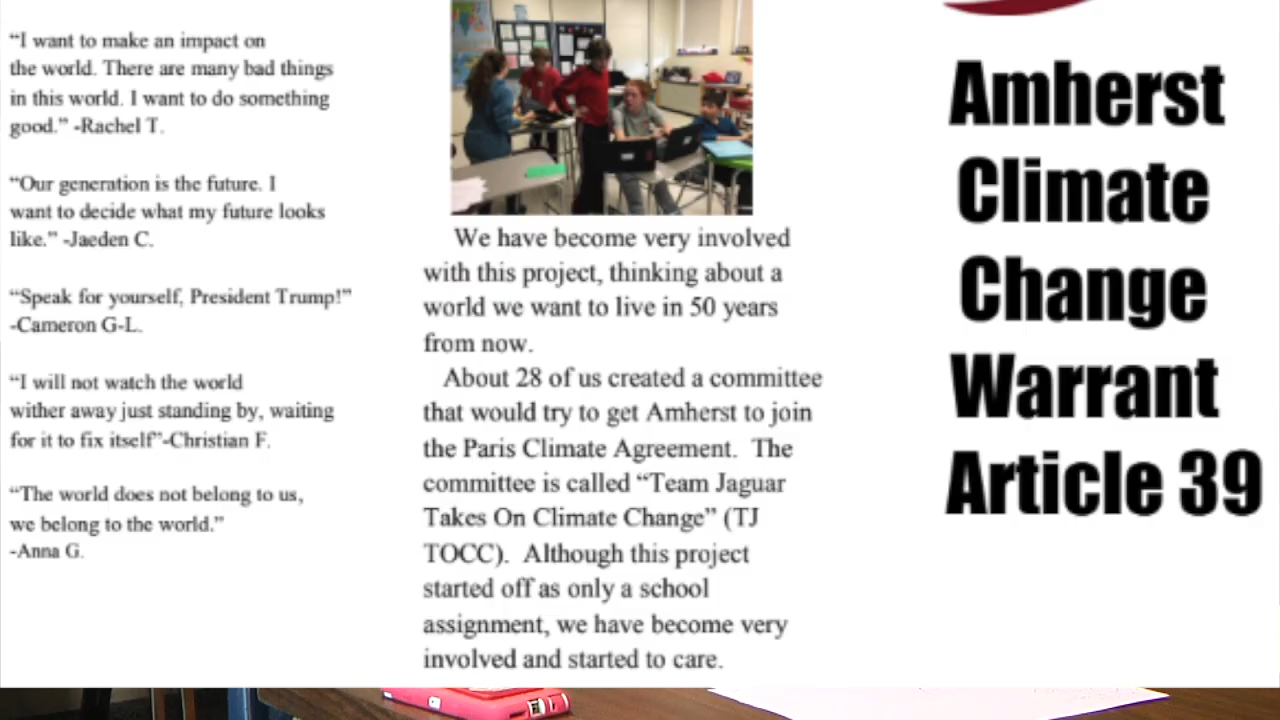 “I want to make an impact on
the world. There are many bad things
in this world. I want to do something
good.” -Rachel T.
“Our generation is the future. I
want to decide what my future looks
like.” -Jaeden C.
“Speak for yourself, President Trump!”
-Cameron G-L.
“I will not watch the world
wither away just standing by, waiting
for it to fix itself”-Christian F.
“The world does not belong to us,
we belong to the world.”
-Anna G.
We have become very involved
with this project, thinking about a
world we want to live in 50 years
from now.
About 28 of us created a committee
that would try to get Amherst to join
the Paris Climate Agreement. The
committee is called “Team Jaguar
Takes On Climate Change” (TJ
TOCC). Although this project
started off as only a school
assignment, we have become very
involved and started to care.
Amherst
Climate
Change
Warrant
Article 39